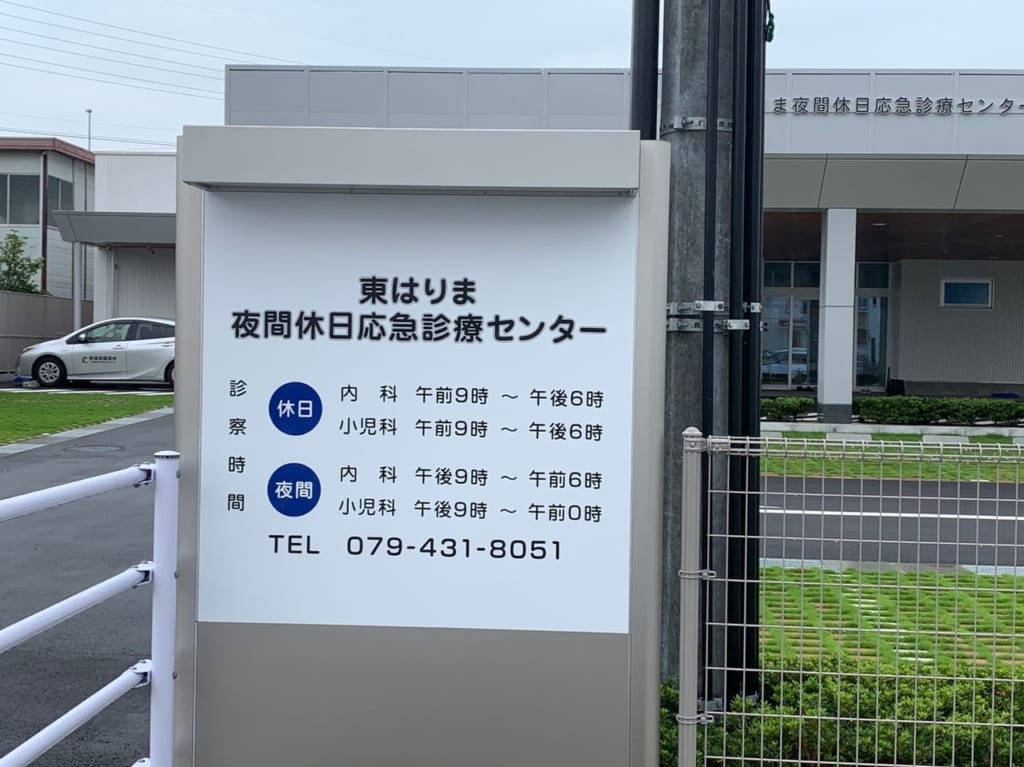 ま夜間休日応急診療センター
東はりま
夜間休日応急診療センター
診察時間
休日
内 科 午前9時 ～ 午後6時
小児科 午前9時 ～ 午後6時
夜間
内 科 午後9時 ～ 午前6時
小児科 午後9時 ～ 午前0時
TEL 079-431-8051